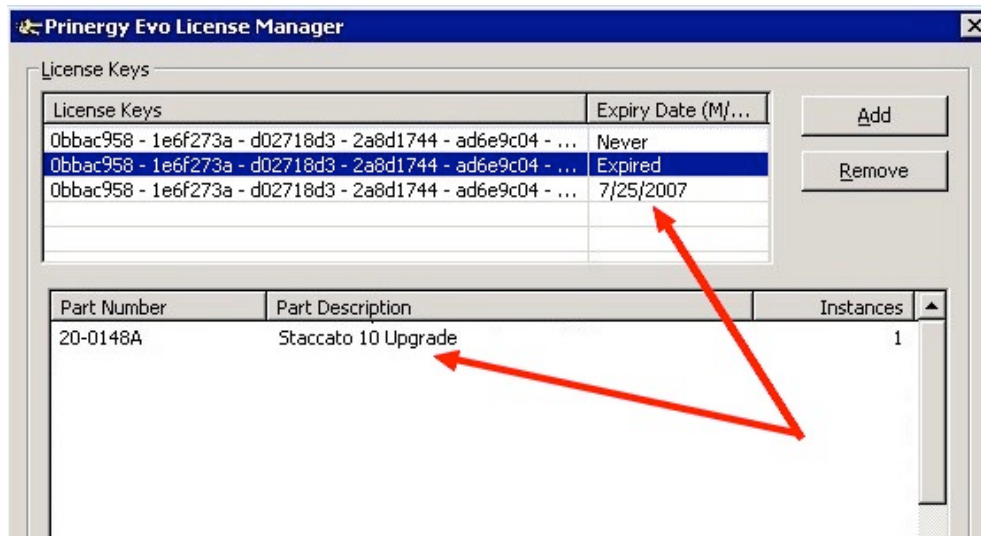 Prinergy Evo License Manager
License Keys
License Keys Expiry Date (M/...
Add
0bbac958 - 1e6f273a - d02718d3 - 2a8d1744 - ad6e9c04 - ... Never
0bbac958 - 1e6f273a - d02718d3 - 2a8d1744 - ad6e9c04 - ... Expired
Remove
0bbac958 - 1e6f273a - d02718d3 - 2a8d1744 - ad6e9c04 - ... 7/25/2007
Part Number Part Description Instances
20-0148A Staccato 10 Upgrade 1